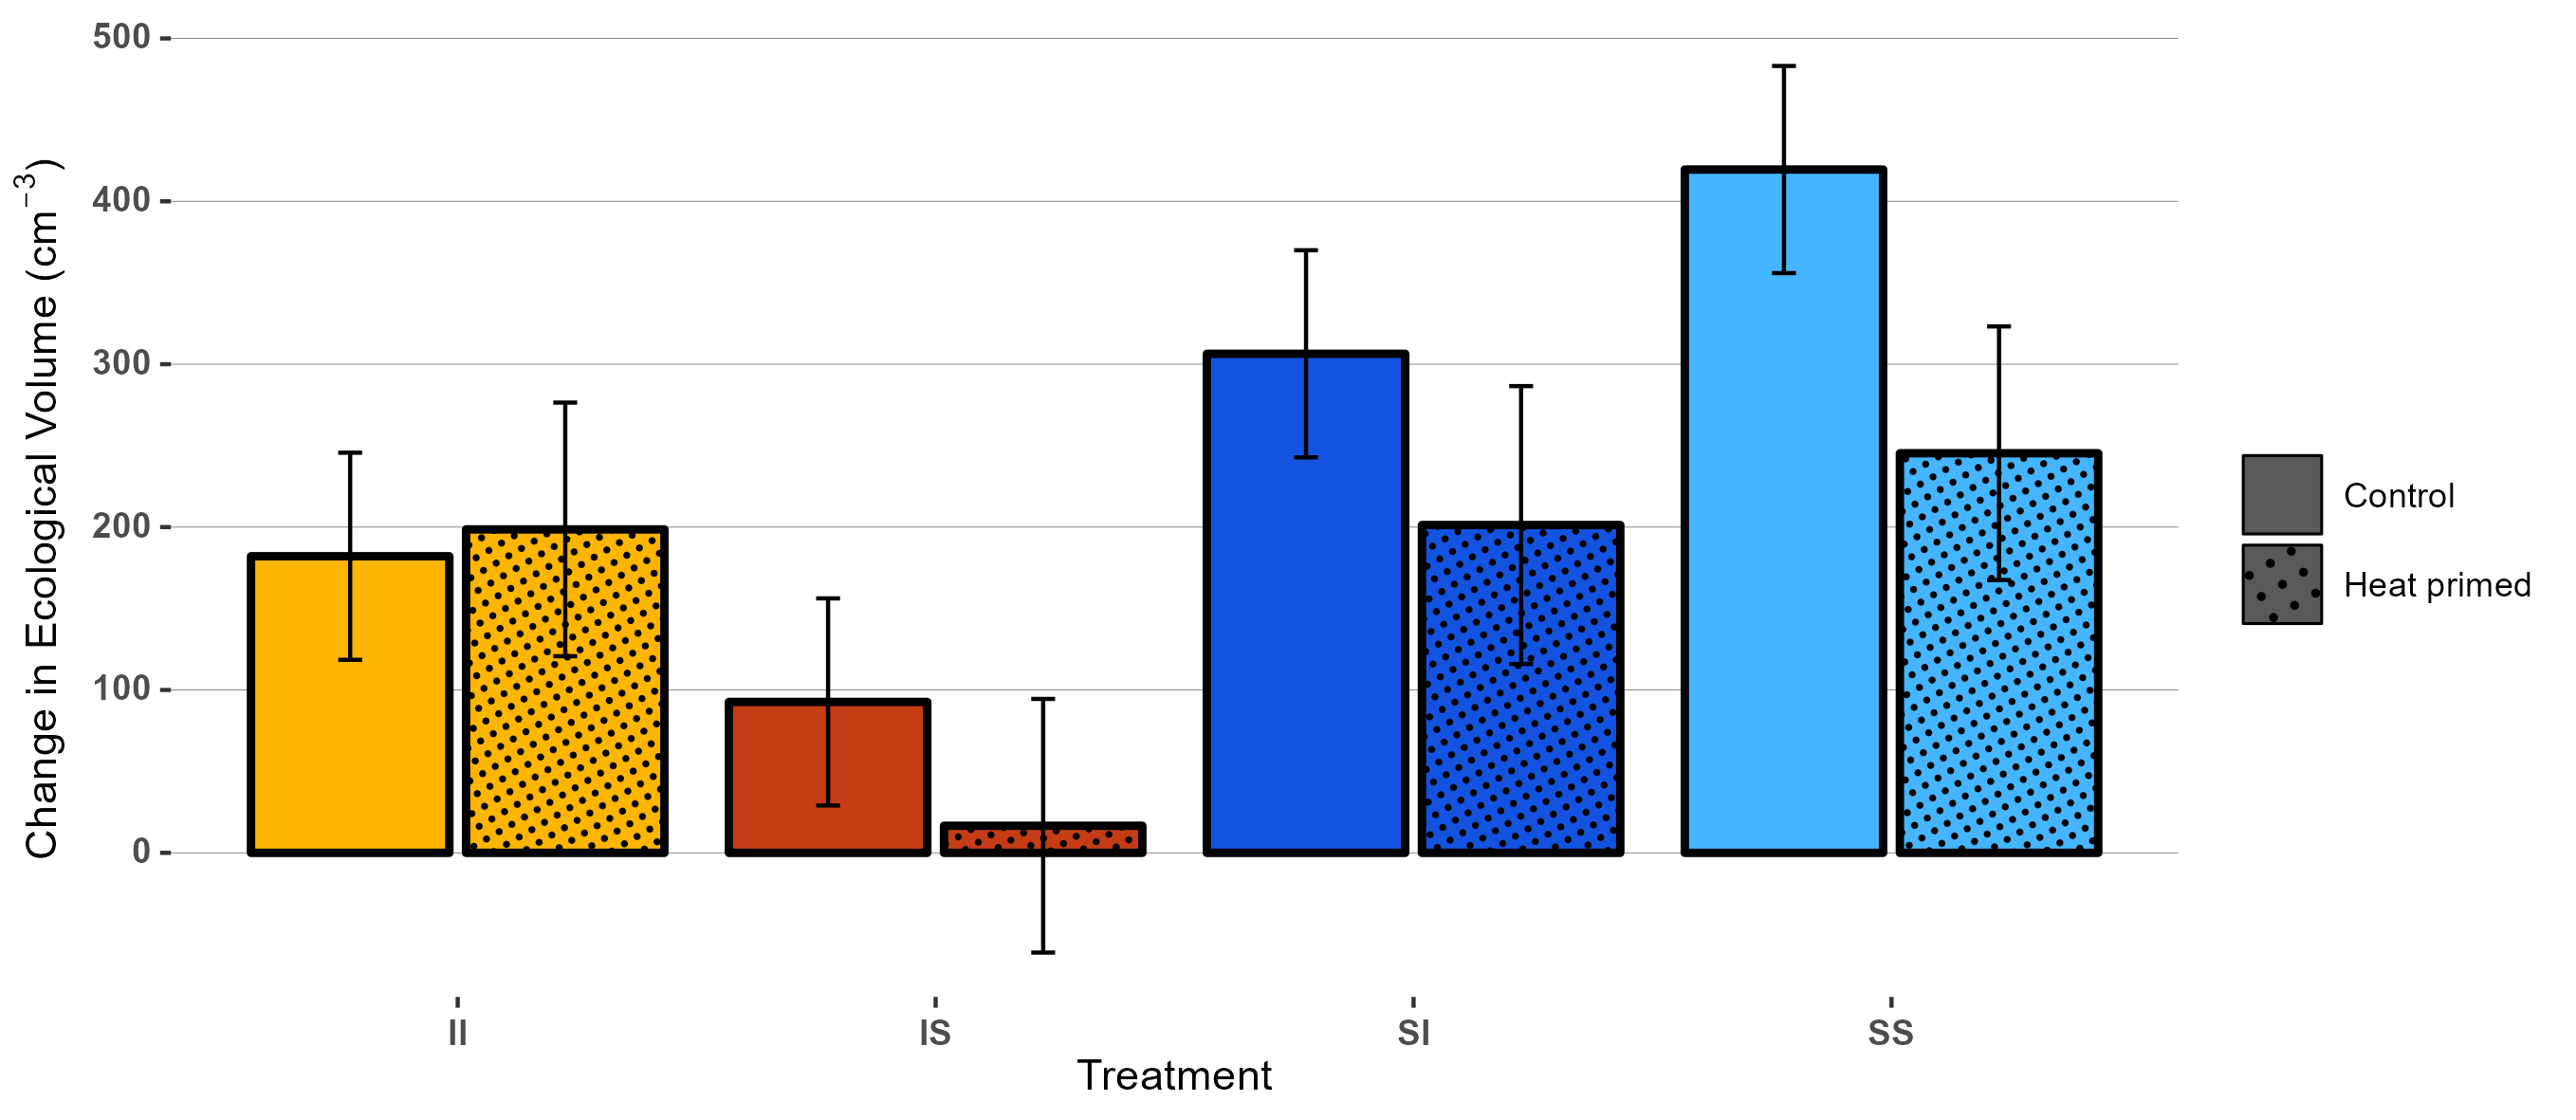 Change in Ecological Volume (cm⁻³)
500
400
300
200
100
0
II IS SI SS
Treatment
Control
Heat primed